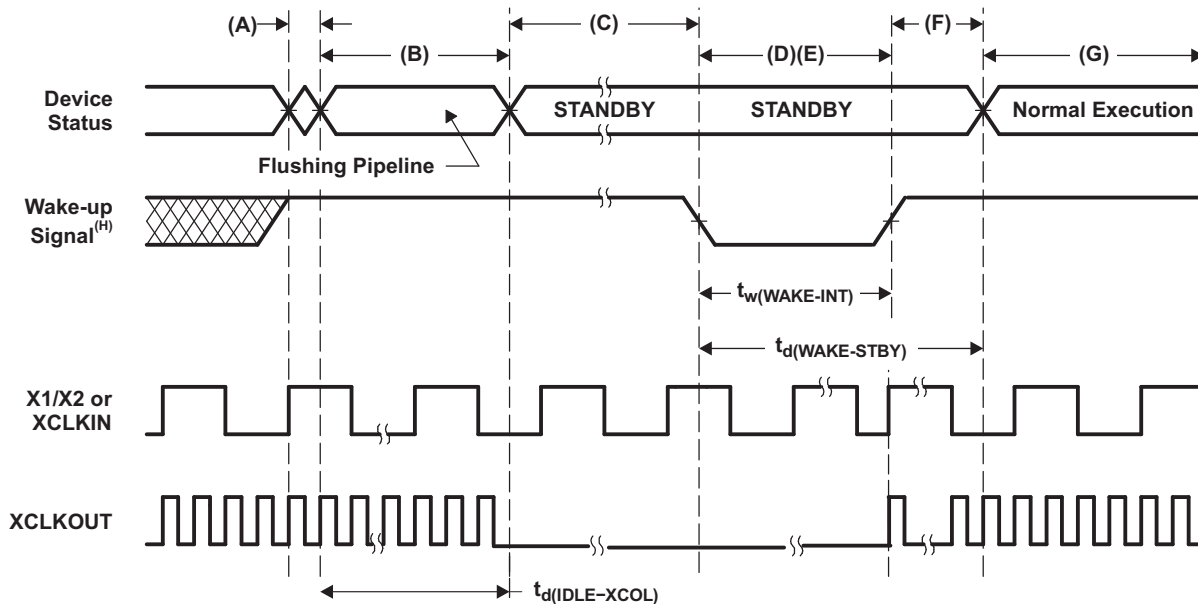 (A)
(C)
(F)
(B)
(D)(E)
(G)
Device
Status
STANDBY
STANDBY
Normal Execution
Flushing Pipeline
Wake-up
Signal(H)
tw(WAKE-INT)
td(WAKE-STBY)
X1/X2 or
XCLKIN
XCLKOUT
td(IDLE−XCOL)